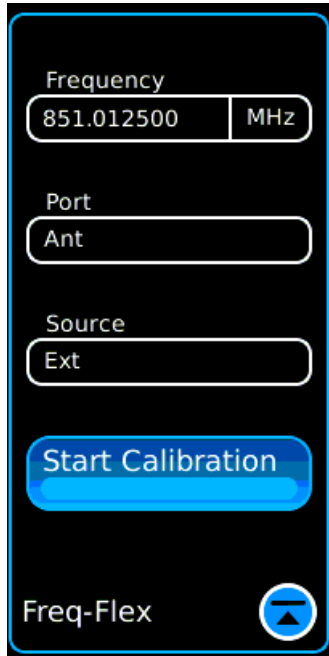 Frequency
851.012500 MHz
Port
Ant
Source
Ext
Start Calibration
Freq-Flex